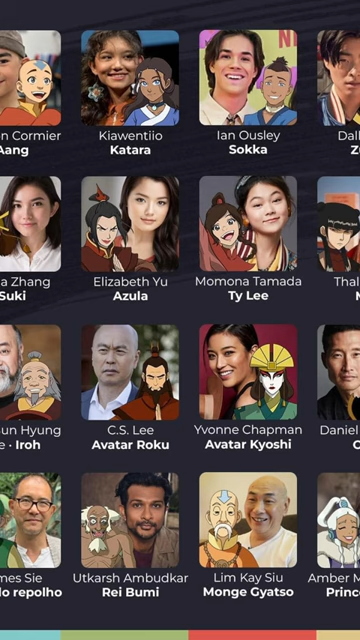 n Cormier Kiawentiio Ian Ousley Dall
Aang Katara Sokka Z
a Zhang Elizabeth Yu Momona Tamada Thal
Suki Azula Ty Lee M
un Hyung C.S. Lee Yvonne Chapman Daniel
e · Iroh Avatar Roku Avatar Kyoshi O
mes Sie Utkarsh Ambudkar Lim Kay Siu Amber M
lo repolho Rei Bumi Monge Gyatso Princ